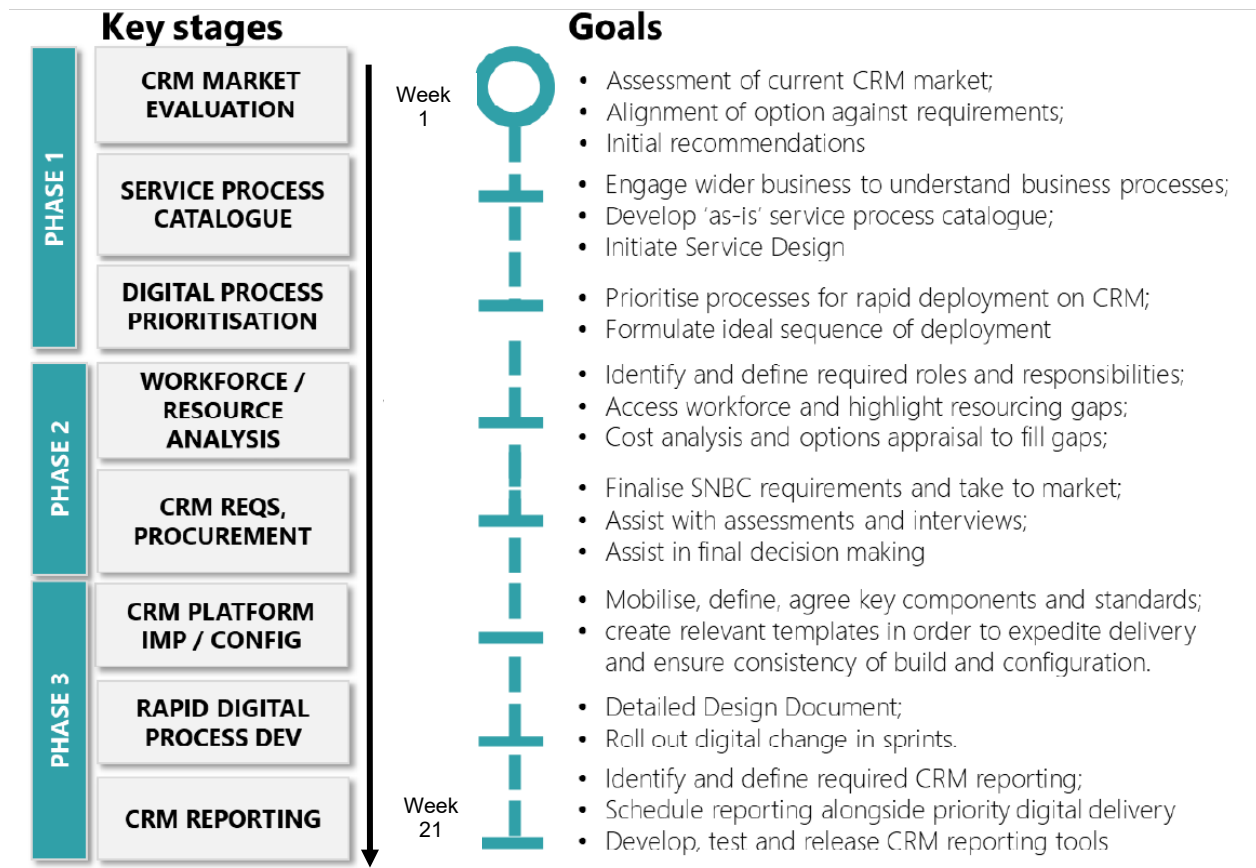 Key stages
Goals
PHASE 1
CRM MARKET
EVALUATION
Week
1
• Assessment of current CRM market;
• Alignment of option against requirements;
• Initial recommendations
SERVICE PROCESS
CATALOGUE
• Engage wider business to understand business processes;
• Develop ‘as-is’ service process catalogue;
• Initiate Service Design
DIGITAL PROCESS
PRIORITISATION
• Prioritise processes for rapid deployment on CRM;
• Formulate ideal sequence of deployment
PHASE 2
WORKFORCE /
RESOURCE
ANALYSIS
• Identify and define required roles and responsibilities;
• Access workforce and highlight resourcing gaps;
• Cost analysis and options appraisal to fill gaps;
CRM REQS,
PROCUREMENT
• Finalise SNBC requirements and take to market;
• Assist with assessments and interviews;
• Assist in final decision making
PHASE 3
CRM PLATFORM
IMP / CONFIG
• Mobilise, define, agree key components and standards;
• create relevant templates in order to expedite delivery
and ensure consistency of build and configuration.
RAPID DIGITAL
PROCESS DEV
• Detailed Design Document;
• Roll out digital change in sprints.
CRM REPORTING
Week
21
• Identify and define required CRM reporting;
• Schedule reporting alongside priority digital delivery
• Develop, test and release CRM reporting tools